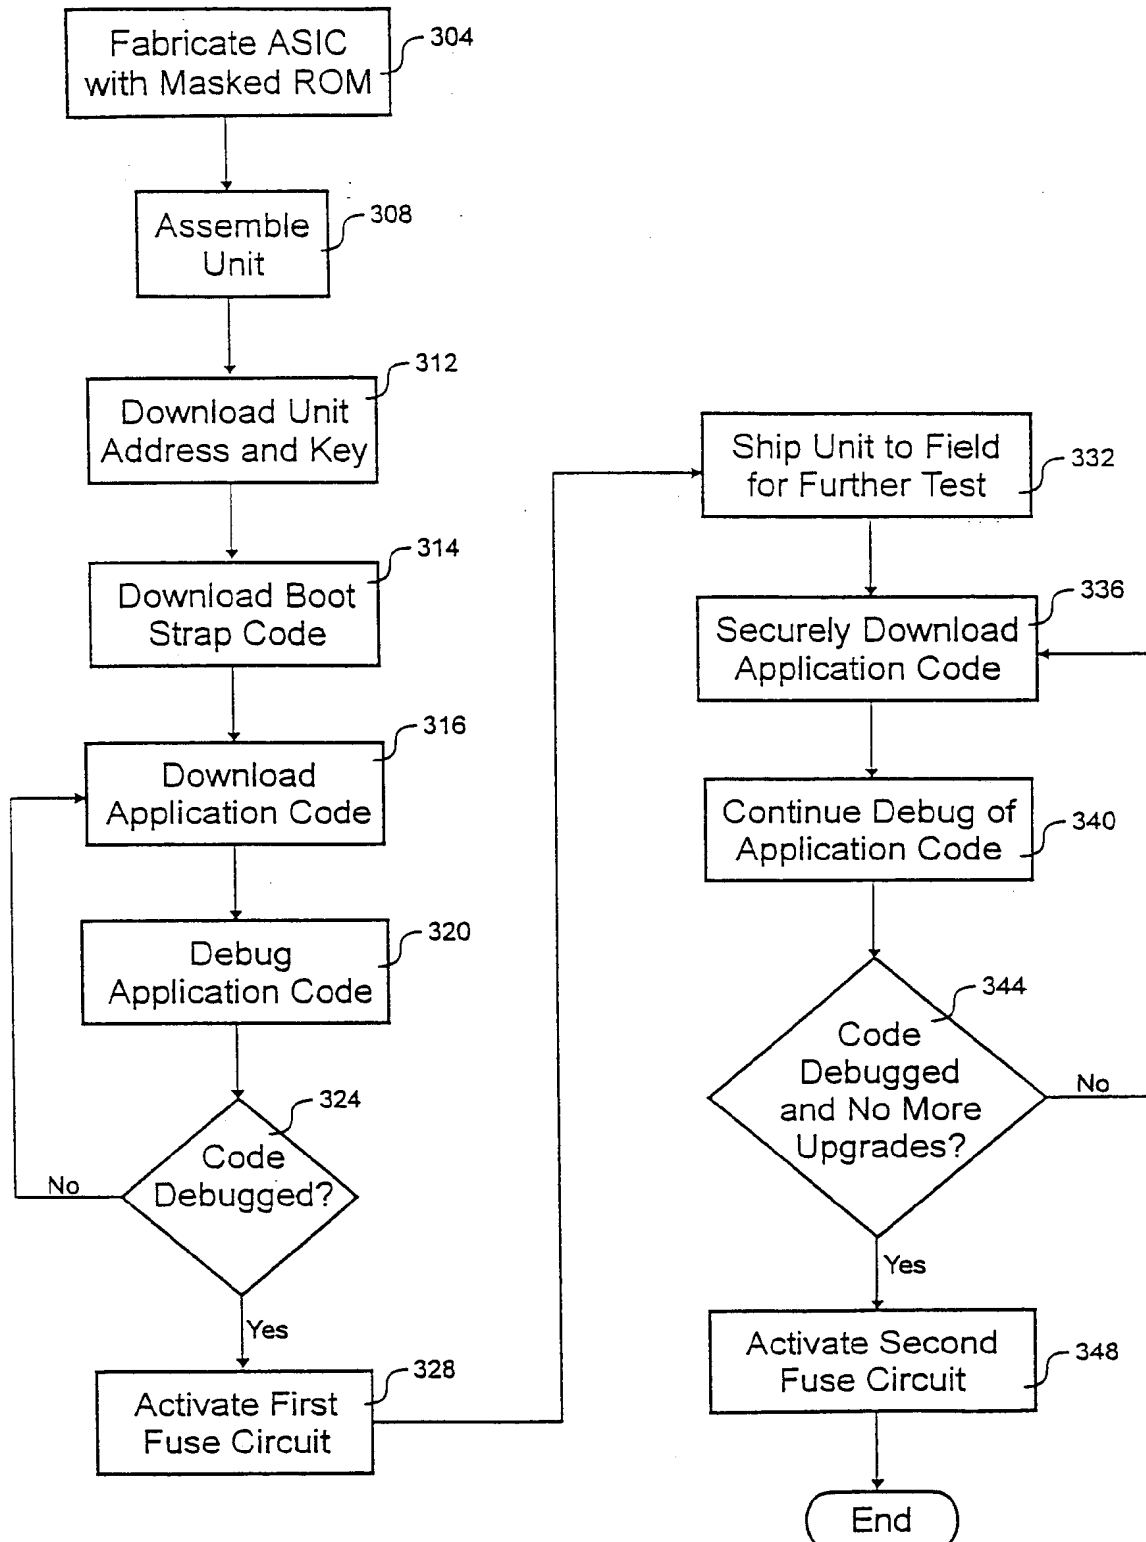 Fabricate ASIC
with Masked ROM
304
Assemble
Unit
308
Download Unit
Address and Key
312
Download Boot
Strap Code
314
Download
Application Code
316
Debug
Application Code
320
Code
Debugged?
324
No
Yes
Activate First
Fuse Circuit
328
Ship Unit to Field
for Further Test
332
Securely Download
Application Code
336
Continue Debug of
Application Code
340
Code
Debugged
and No More
Upgrades?
344
No
Yes
Activate Second
Fuse Circuit
348
End